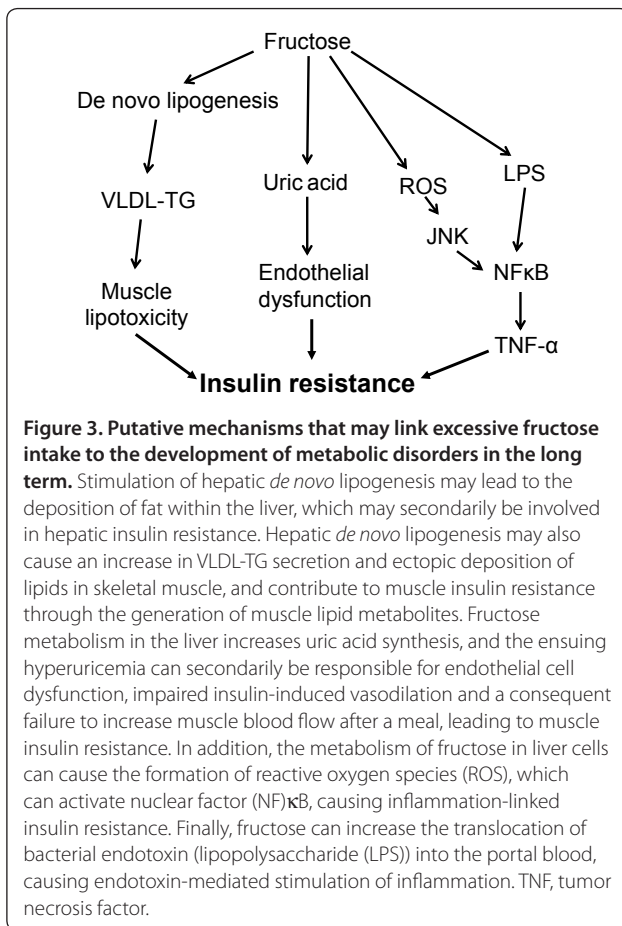 Fructose
De novo lipogenesis
Uric acid
ROS
LPS
VLDL-TG
JNK
Muscle
lipotoxicity
Endothelial
dysfunction
NFκB
TNF-α
Insulin resistance
Figure 3. Putative mechanisms that may link excessive fructose
intake to the development of metabolic disorders in the long
term. Stimulation of hepatic de novo lipogenesis may lead to the
deposition of fat within the liver, which may secondarily be involved
in hepatic insulin resistance. Hepatic de novo lipogenesis may also
cause an increase in VLDL-TG secretion and ectopic deposition of
lipids in skeletal muscle, and contribute to muscle insulin resistance
through the generation of muscle lipid metabolites. Fructose
metabolism in the liver increases uric acid synthesis, and the ensuing
hyperuricemia can secondarily be responsible for endothelial cell
dysfunction, impaired insulin-induced vasodilation and a consequent
failure to increase muscle blood flow after a meal, leading to muscle
insulin resistance. In addition, the metabolism of fructose in liver cells
can cause the formation of reactive oxygen species (ROS), which
can activate nuclear factor (NF)κB, causing inflammation-linked
insulin resistance. Finally, fructose can increase the translocation of
bacterial endotoxin (lipopolysaccharide (LPS)) into the portal blood,
causing endotoxin-mediated stimulation of inflammation. TNF, tumor
necrosis factor.